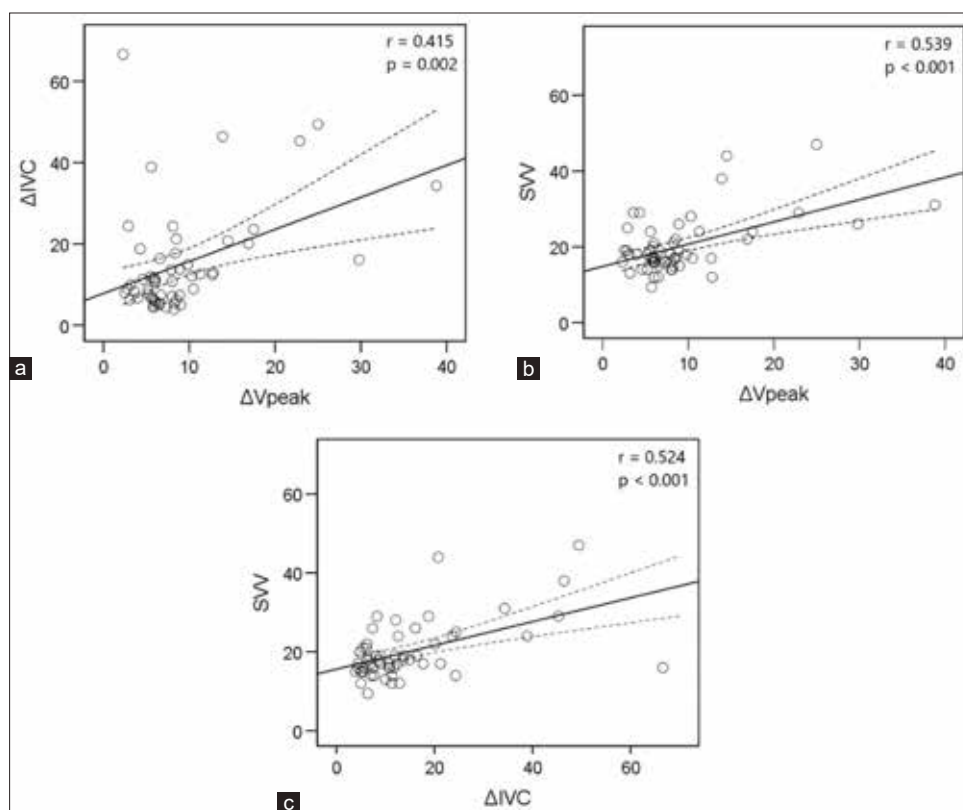 r = 0.415
p = 0.002
60
40
20
0
ΔIVC
0 10 20 30 40
ΔVpeak
a
r = 0.539
p < 0.001
60
40
20
0
SVV
0 10 20 30 40
ΔVpeak
b
r = 0.524
p < 0.001
60
40
20
0
SVV
0 20 40 60
ΔIVC
c